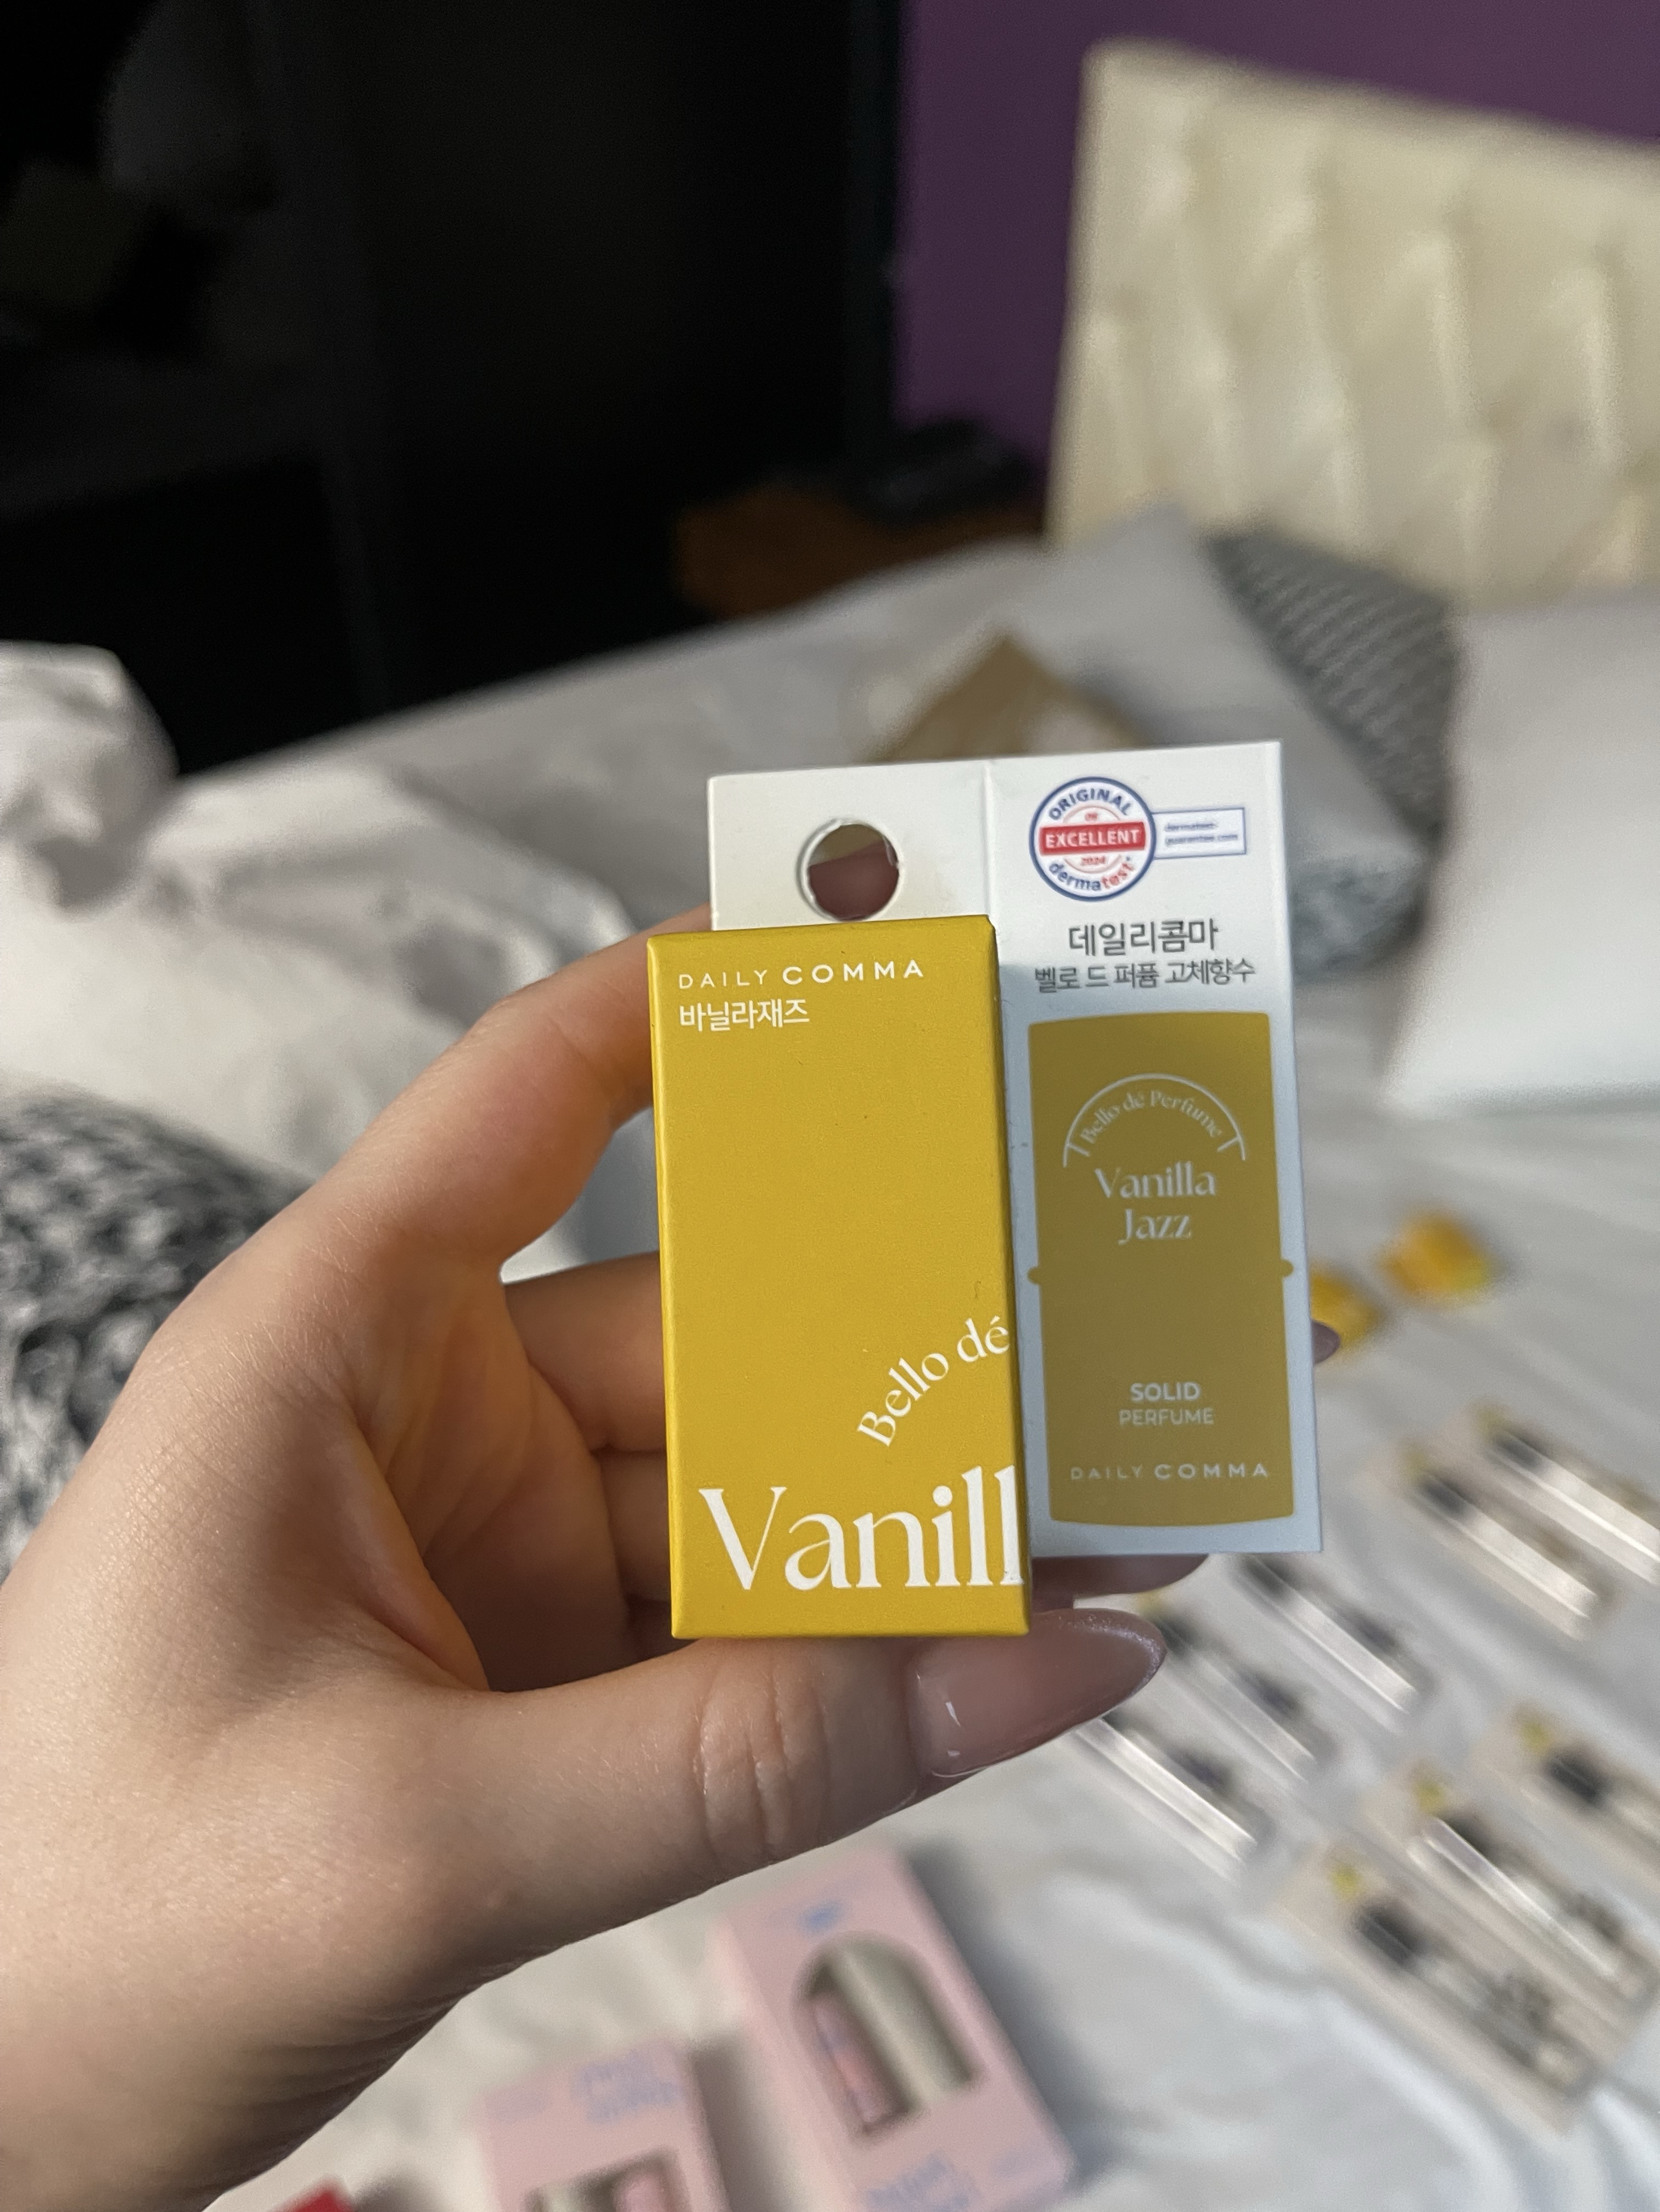 DAILY COMMA
바닐라재즈
Bello dé
Vanill
ORIGINAL
EXCELLENT
2024
dermatest
데일리콤마
벨로 드 퍼퓸 고체향수
Bello dé Perfume
Vanilla
Jazz
SOLID
PERFUME
DAILY COMMA